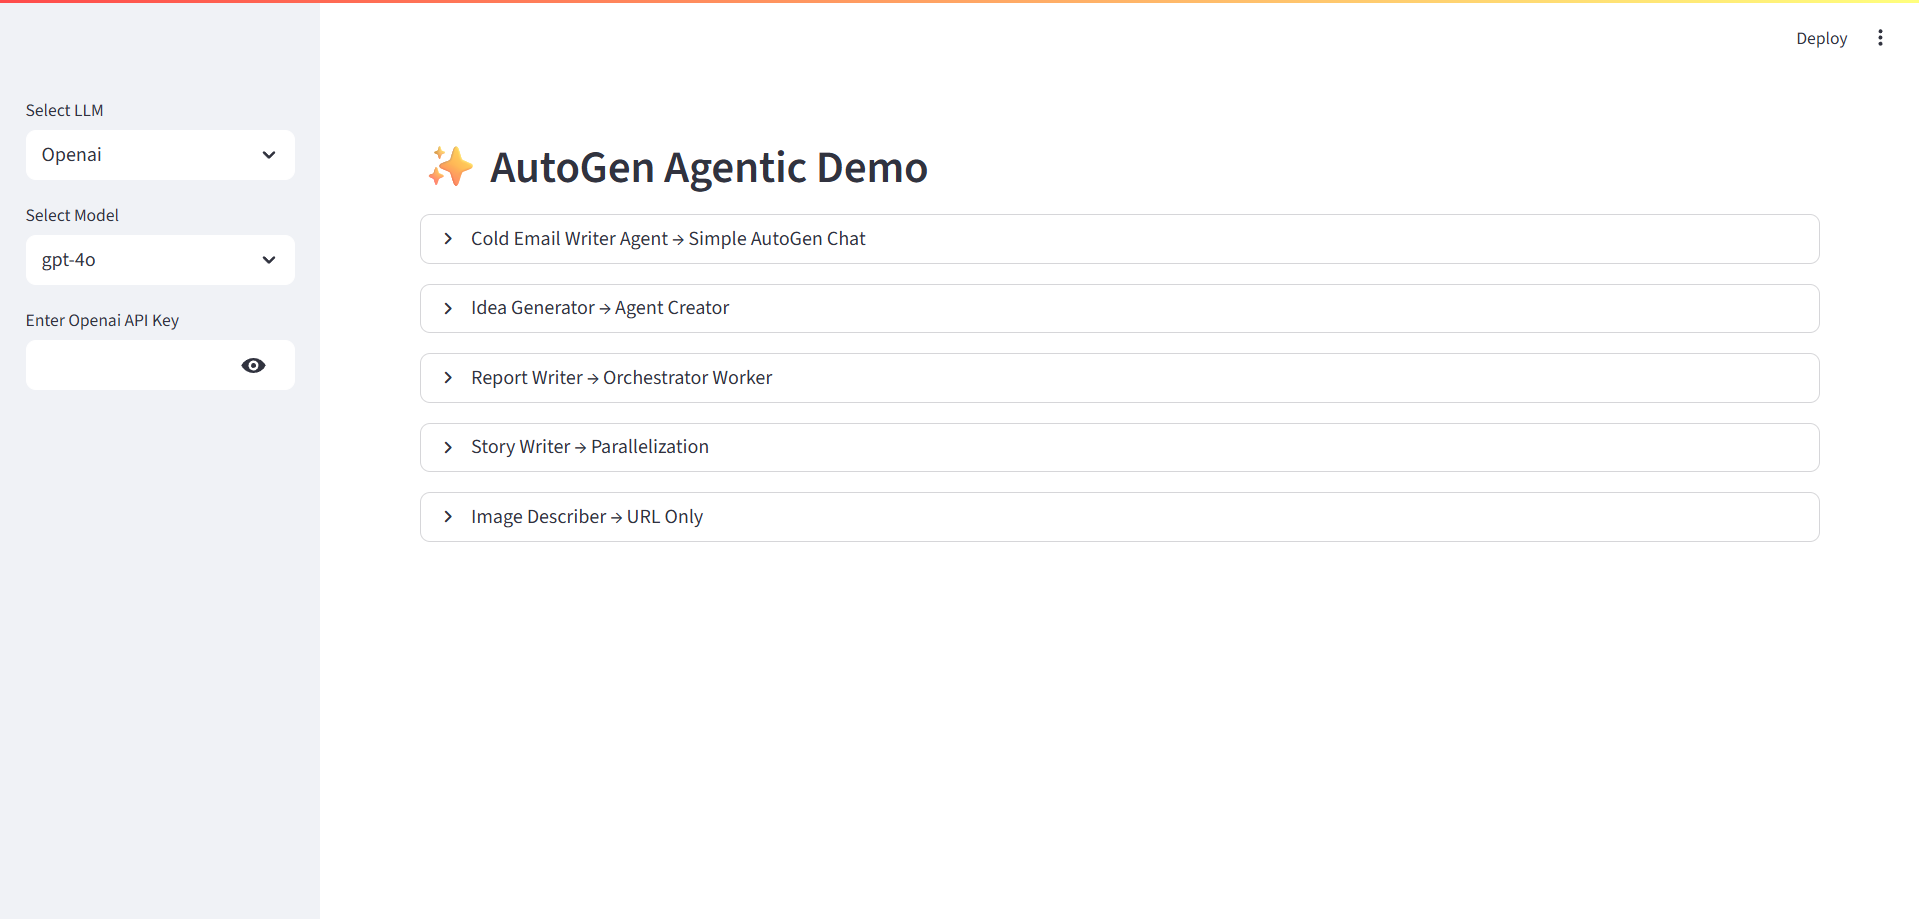 Deploy
Select LLM
Openai
Select Model
gpt-4o
Enter Openai API Key
✨ AutoGen Agentic Demo
Cold Email Writer Agent → Simple AutoGen Chat
Idea Generator → Agent Creator
Report Writer → Orchestrator Worker
Story Writer → Parallelization
Image Describer → URL Only